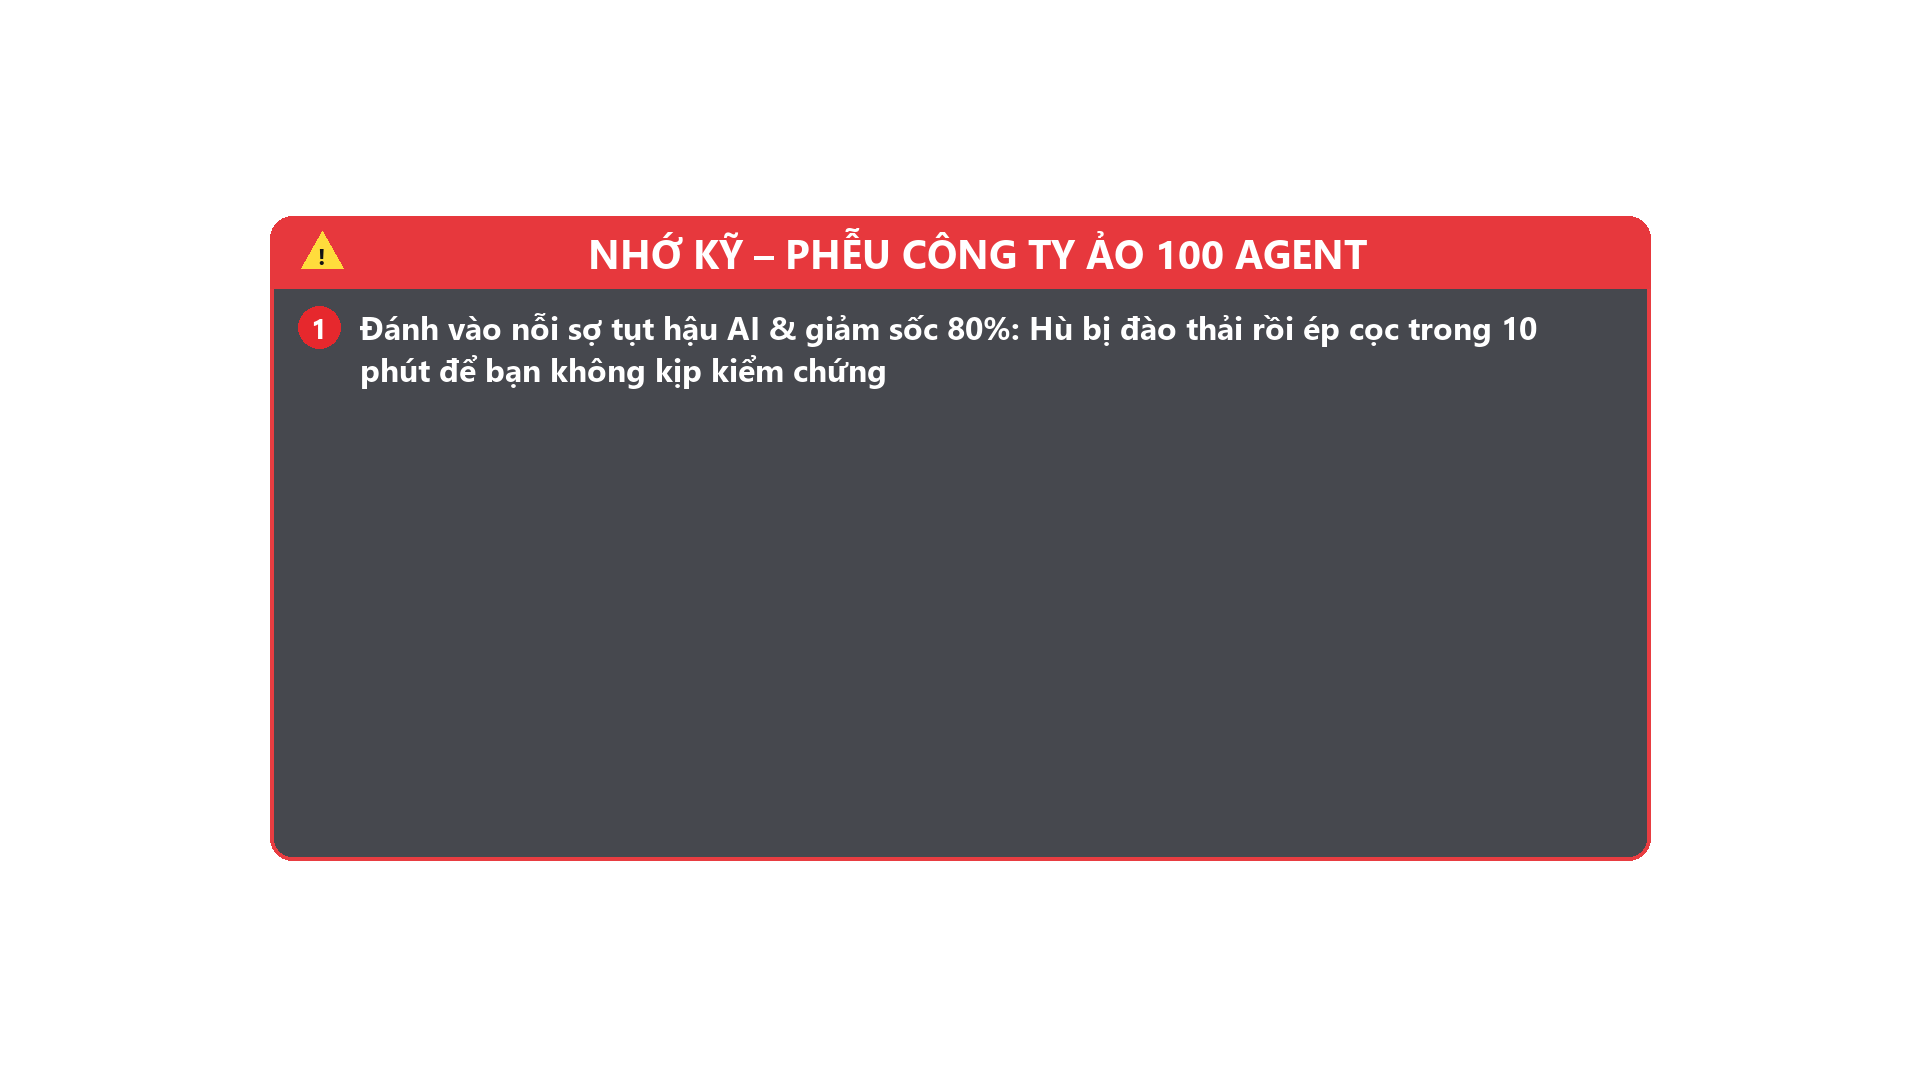 !
NHỚ KỸ – PHỄU CÔNG TY ẢO 100 AGENT
1
Đánh vào nỗi sợ tụt hậu AI & giảm sốc 80%: Hù bị đào thải rồi ép cọc trong 10
phút để bạn không kịp kiểm chứng